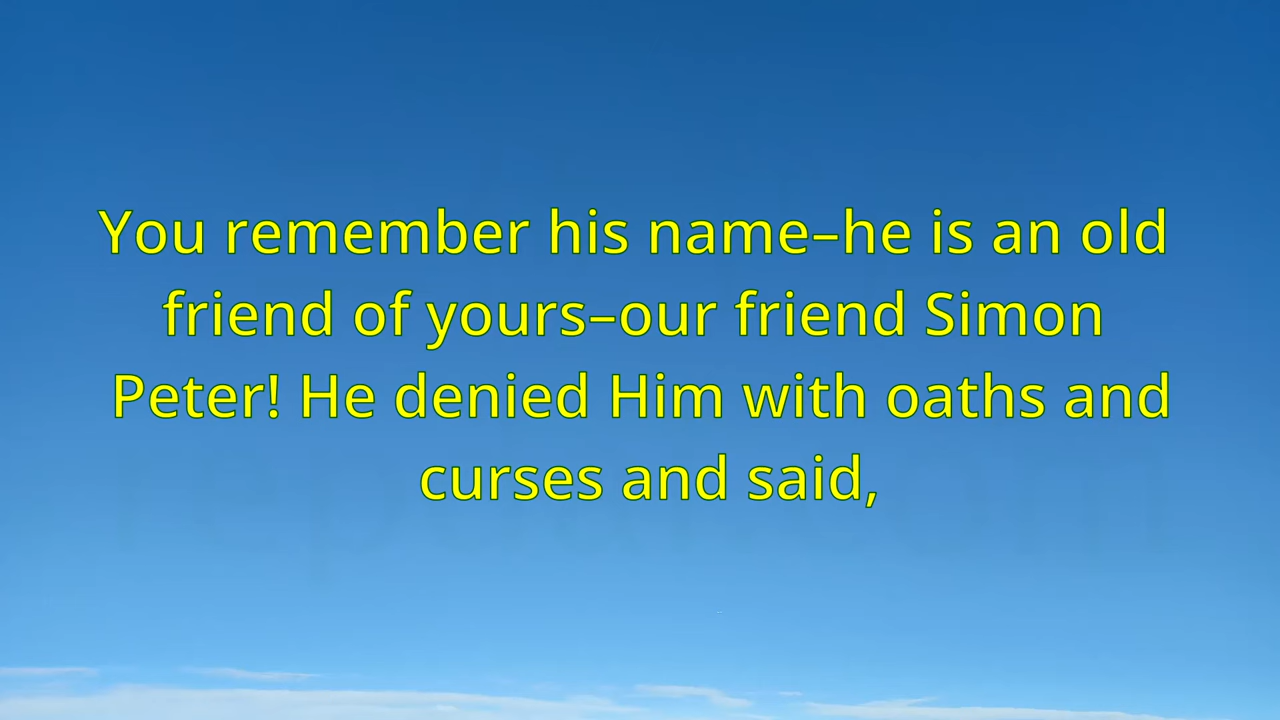 You remember his name–he is an old
friend of yours–our friend Simon
Peter! He denied Him with oaths and
curses and said,